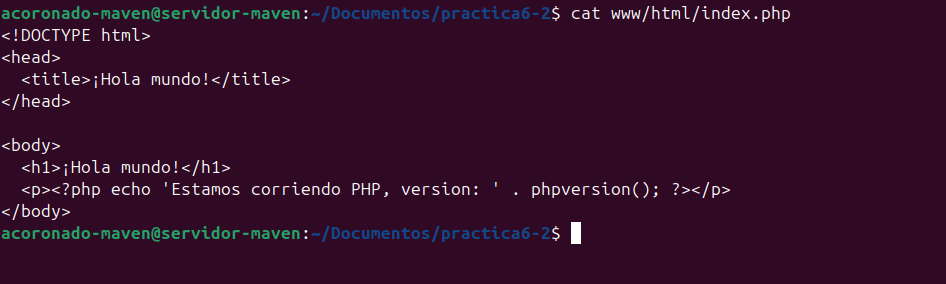 acoronado-maven@servidor-maven:~/Documentos/practica6-2$ cat www/html/index.php
<!DOCTYPE html>
<head>
  <title>¡Hola mundo!</title>
</head>

<body>
  <h1>¡Hola mundo!</h1>
  <p><?php echo 'Estamos corriendo PHP, version: ' . phpversion(); ?></p>
</body>
acoronado-maven@servidor-maven:~/Documentos/practica6-2$